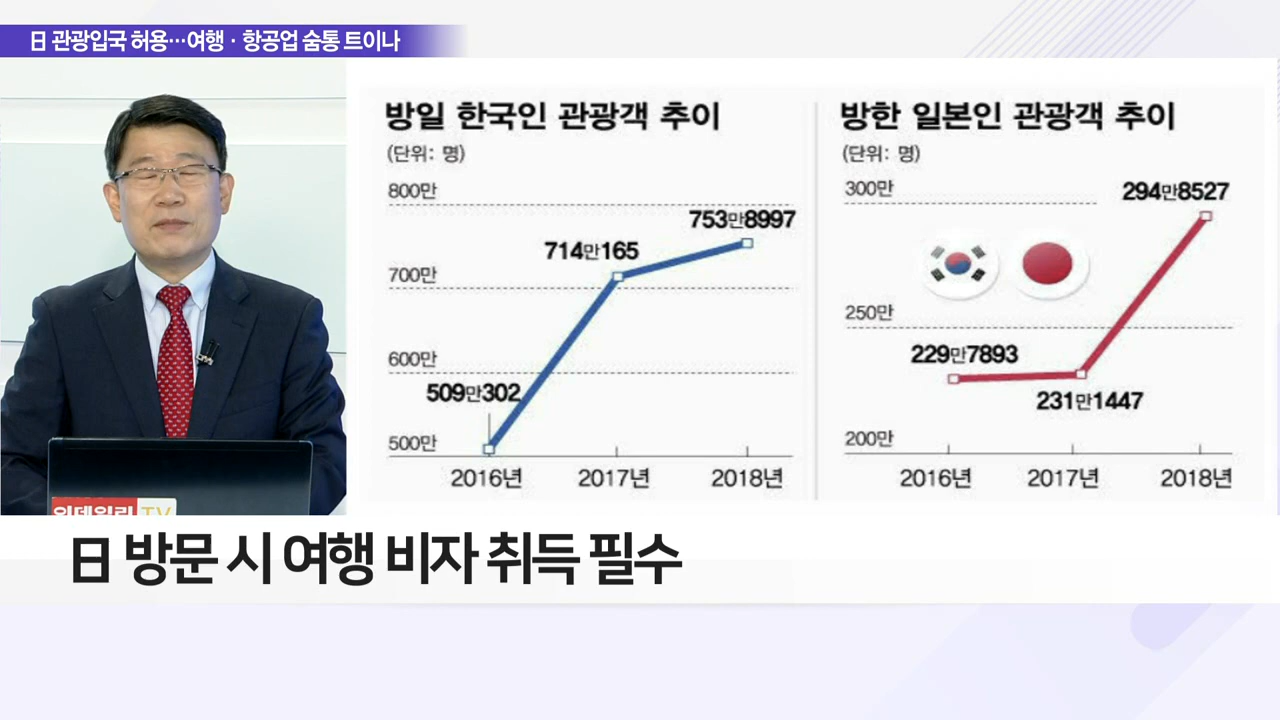 日 관광입국 허용…여행·항공업 숨통 트이나
방일 한국인 관광객 추이
(단위: 명)
800만
700만
600만
500만
509만302
714만165
753만8997
2016년 2017년 2018년
방한 일본인 관광객 추이
(단위: 명)
300만
250만
200만
229만7893
231만1447
294만8527
2016년 2017년 2018년
이데일리 TV
日 방문 시 여행 비자 취득 필수